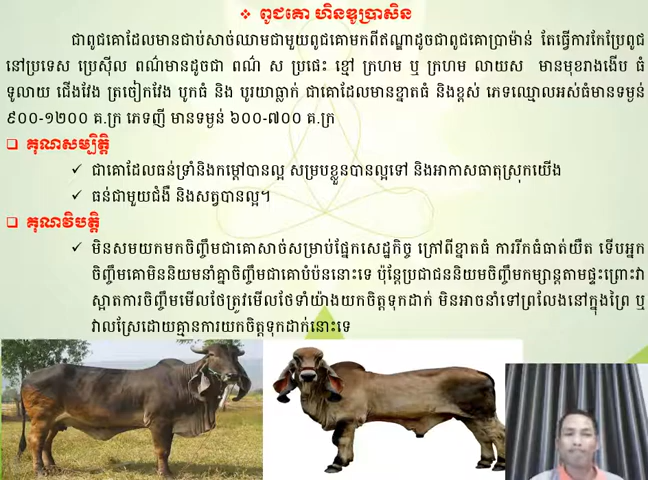 ❖ ពូជគោ ហិនឌូប្រាសិន
ជាពូជគោដែលមានជាប់សាច់ឈាមជាមួយពូជគោមកពីឥណ្ឌាដូចជាពូជគោប្រាម៉ាន់ តែធ្វើការកែប្រែពូជ
នៅប្រទេស ប្រេស៊ីល ពណ៌មានដូចជា ពណ៌ ស ប្រផេះ ខ្មៅ ក្រហម ឬ ក្រហម លាយស មានមុខរាងងើប ធំ
ទូលាយ ជើងវែង ត្រចៀកវែង បូកធំ និង បូរយាធ្លាក់ ជាគោដែលមានខ្នាតធំ និងខ្ពស់ ភេទឈ្មោលអស់ធំមានទម្ងន់
៩០០-១២០០ គ.ក្រ ភេទញី មានទម្ងន់ ៦០០-៧០០ គ.ក្រ
❑ គុណសម្បិត្តិ
✓ ជាគោដែលធន់ទ្រាំនិងកម្តៅបានល្អ សម្របខ្លួនបានល្អទៅ និងអាកាសធាតុស្រុកយើង
✓ ធន់ជាមួយជំងឺ និងសត្វបានល្អ។
❑ គុណវិបត្តិ
✓ មិនសមយកមកចិញ្ចឹមជាគោសាច់សម្រាប់ផ្នែកសេដ្ឋកិច្ច ក្រៅពីខ្នាតធំ ការរីកធំធាត់យឺត ទើបអ្នក
ចិញ្ចឹមគោមិននិយមនាំគ្នាចិញ្ចឹមជាគោបំប៉ននោះទេ ប៉ុន្តែប្រជាជននិយមចិញ្ចឹមកម្សាន្តតាមផ្ទះព្រោះវា
ស្អាតការចិញ្ចឹមមើលថែត្រូវមើលថែទាំយ៉ាងយកចិត្តទុកដាក់ មិនអាចនាំទៅព្រលែងនៅក្នុងព្រៃ ឬ
វាលស្រែដោយគ្មានការយកចិត្តទុកដាក់នោះទេ